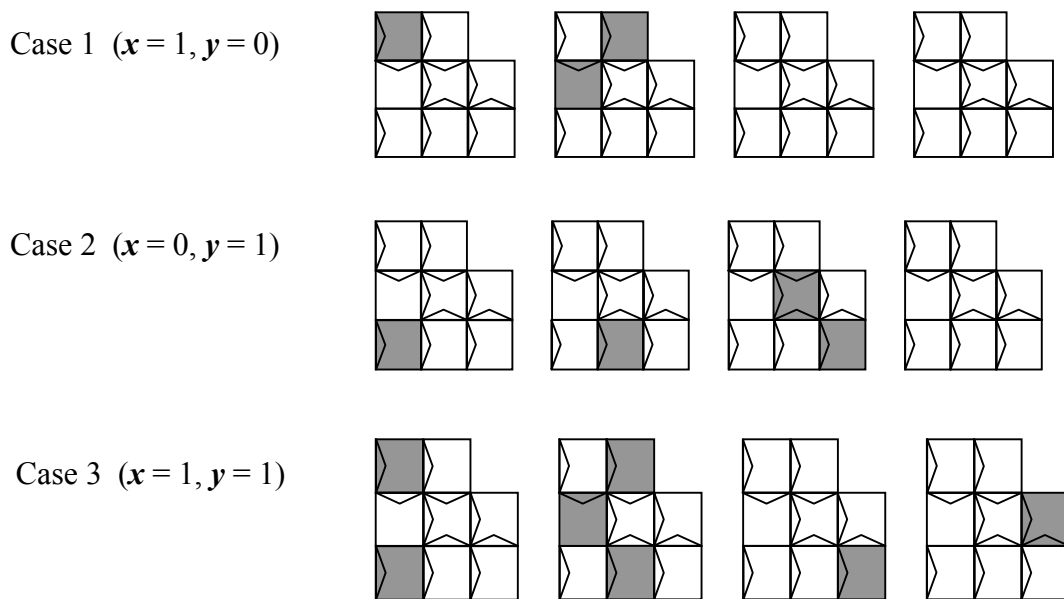 Case 1 (x = 1, y = 0)
Case 2 (x = 0, y = 1)
Case 3 (x = 1, y = 1)